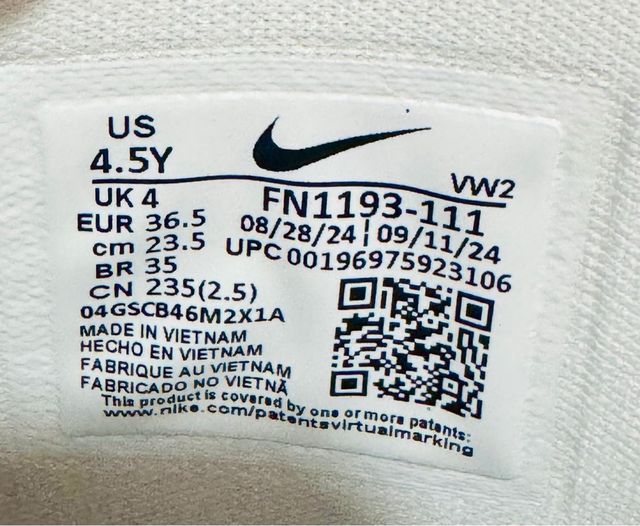 US
4.5Y
VW2
UK 4
FN1193-111
EUR 36.5
08/28/24 | 09/11/24
cm 23.5
UPC 00196975923106
BR 35
CN 235(2.5)
04GSCB46M2X1A
MADE IN VIETNAM
HECHO EN VIETNAM
FABRIQUE AU VIETNAM
FABRICADO NO VIETNÃ
This product is covered by one or more patents:
www.nike.com/patentsvirtualmarking